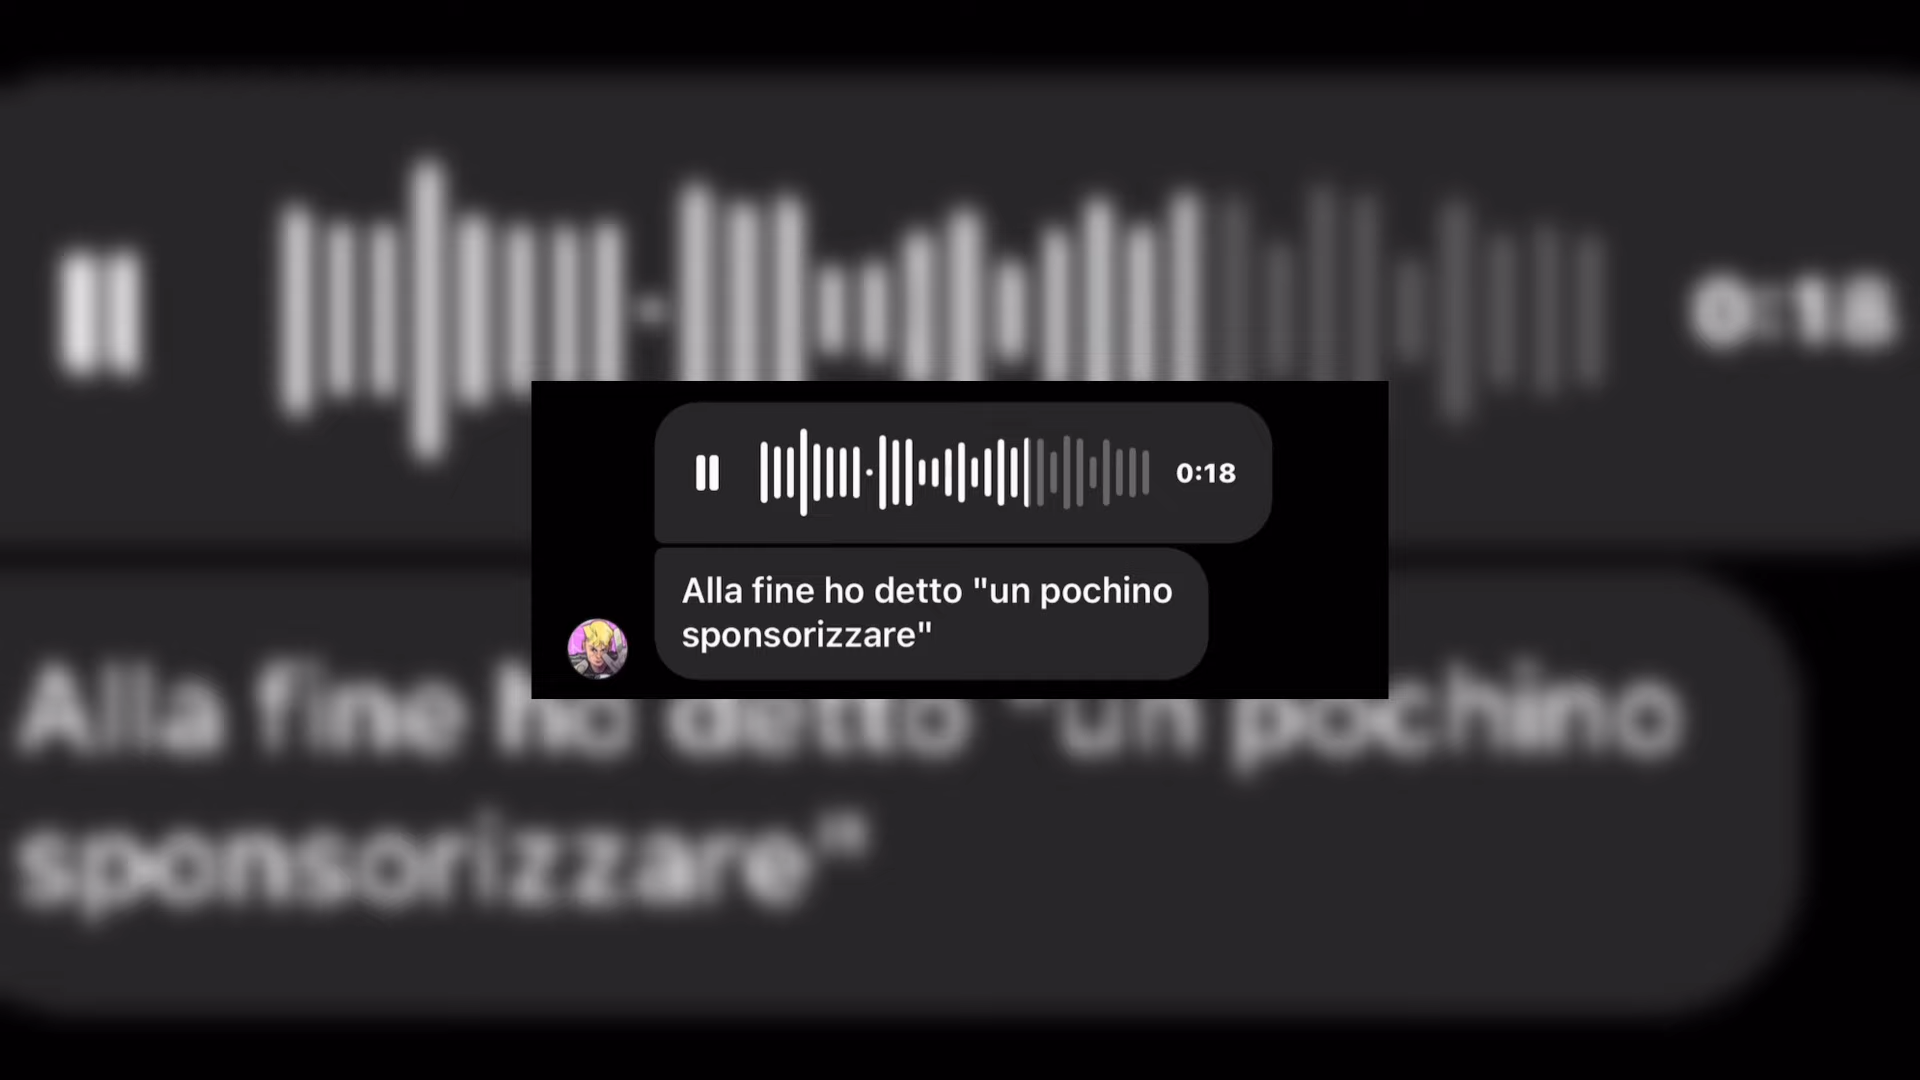 0:18
Alla fine ho detto "un pochino
sponsorizzare"
0:18
Alla fine ho detto "un pochino
sponsorizzare"